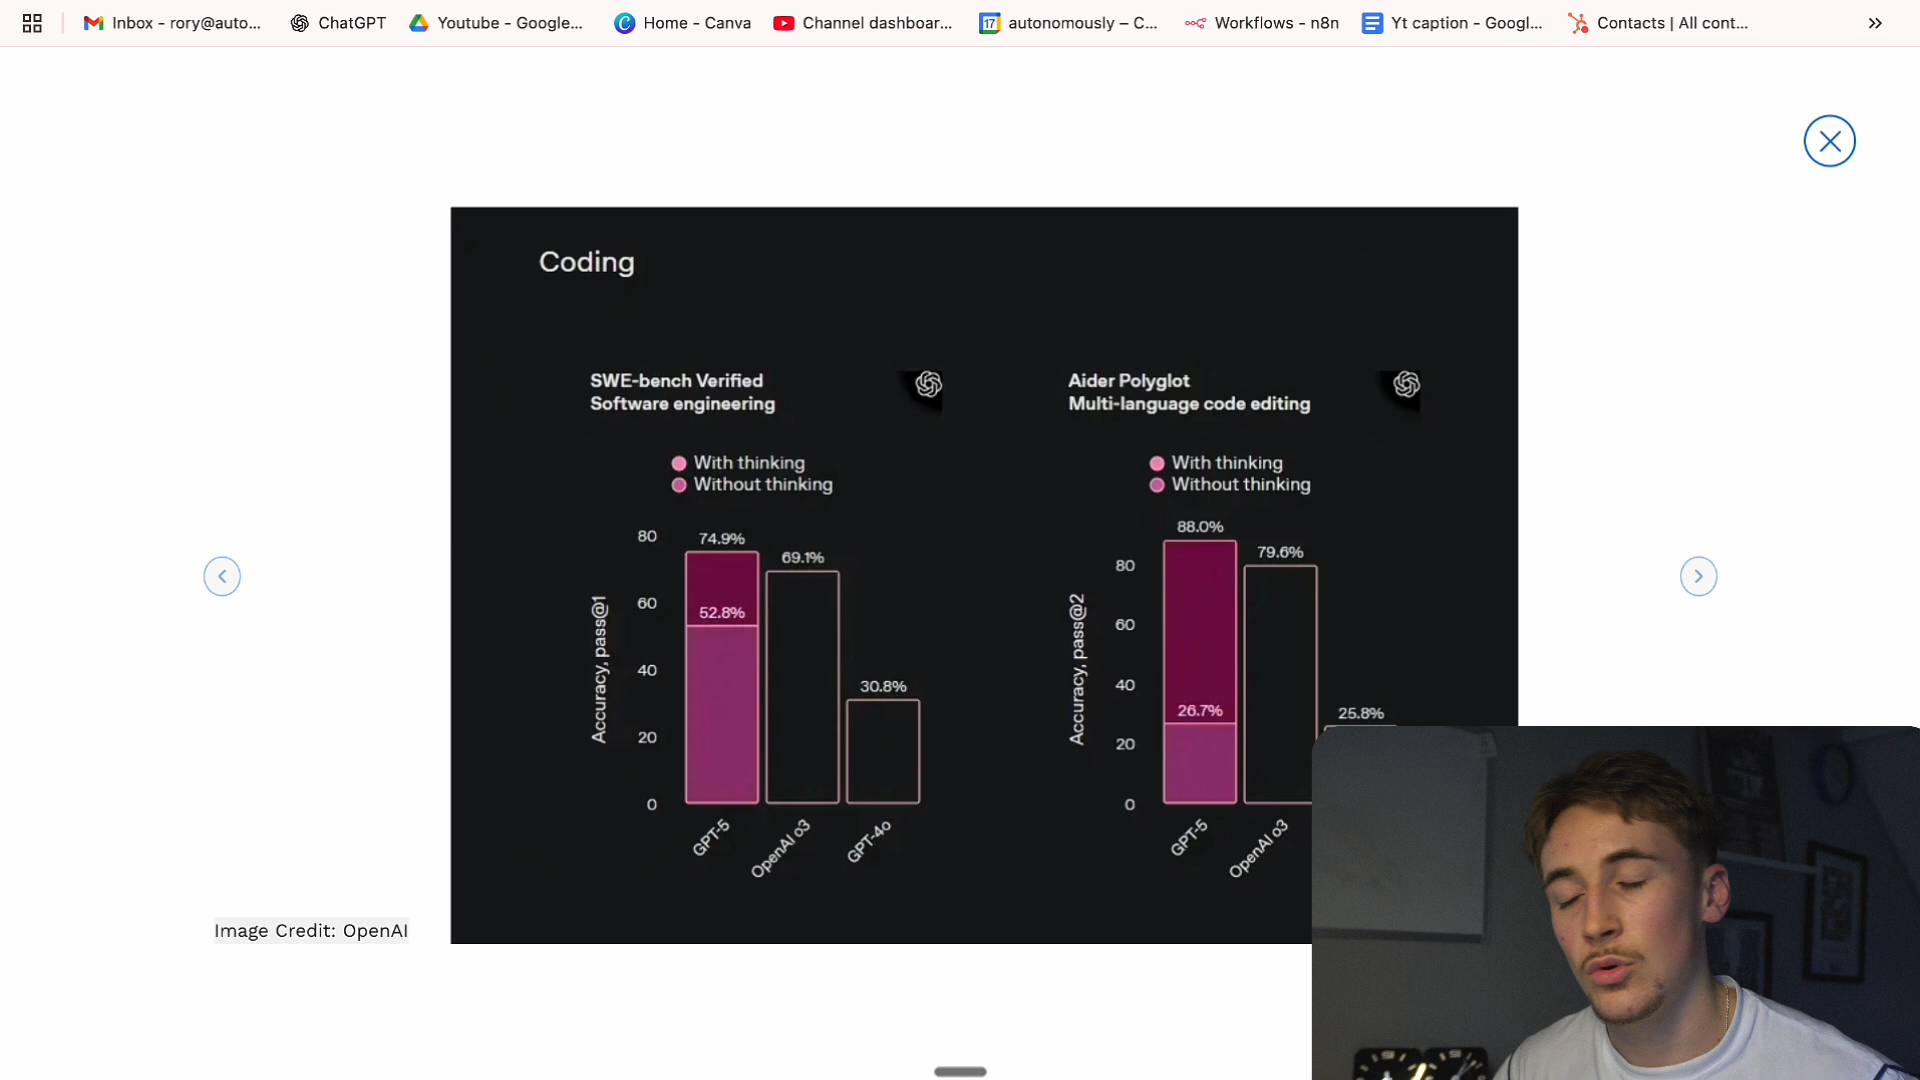 Inbox - rory@auto...
ChatGPT
Youtube - Google...
Home - Canva
Channel dashboar...
17
autonomously – C...
Workflows - n8n
Yt caption - Googl...
Contacts | All cont...
Coding
SWE-bench Verified
Software engineering
With thinking
Without thinking
80
60
40
20
0
Accuracy, pass@1
74.9%
52.8%
69.1%
30.8%
GPT-5
OpenAI o3
GPT-4o
Aider Polyglot
Multi-language code editing
With thinking
Without thinking
80
60
40
20
0
Accuracy, pass@2
88.0%
26.7%
79.6%
25.8%
GPT-5
OpenAI o3
Image Credit: OpenAI